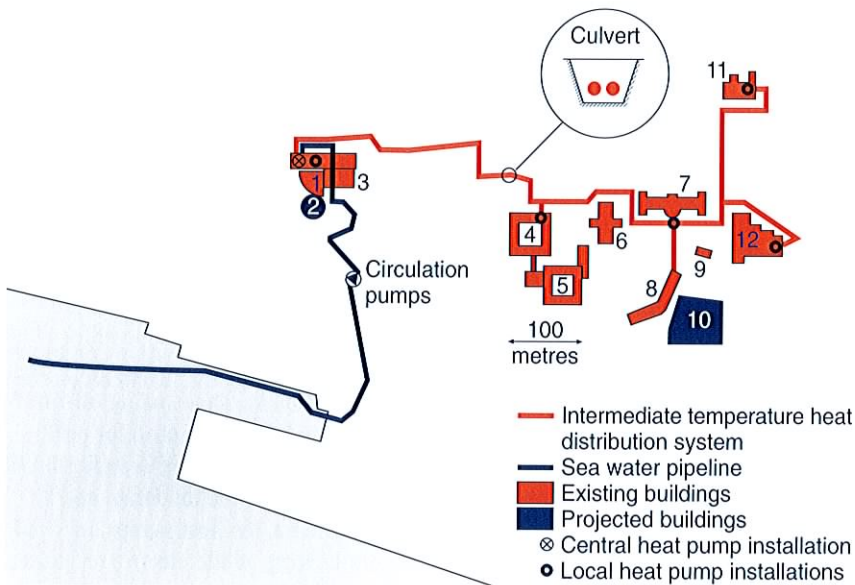 Culvert
11
1
3
2
7
4
6
12
9
5
8
10
Circulation
pumps
100
metres
Intermediate temperature heat
distribution system
Sea water pipeline
Existing buildings
Projected buildings
Central heat pump installation
Local heat pump installations